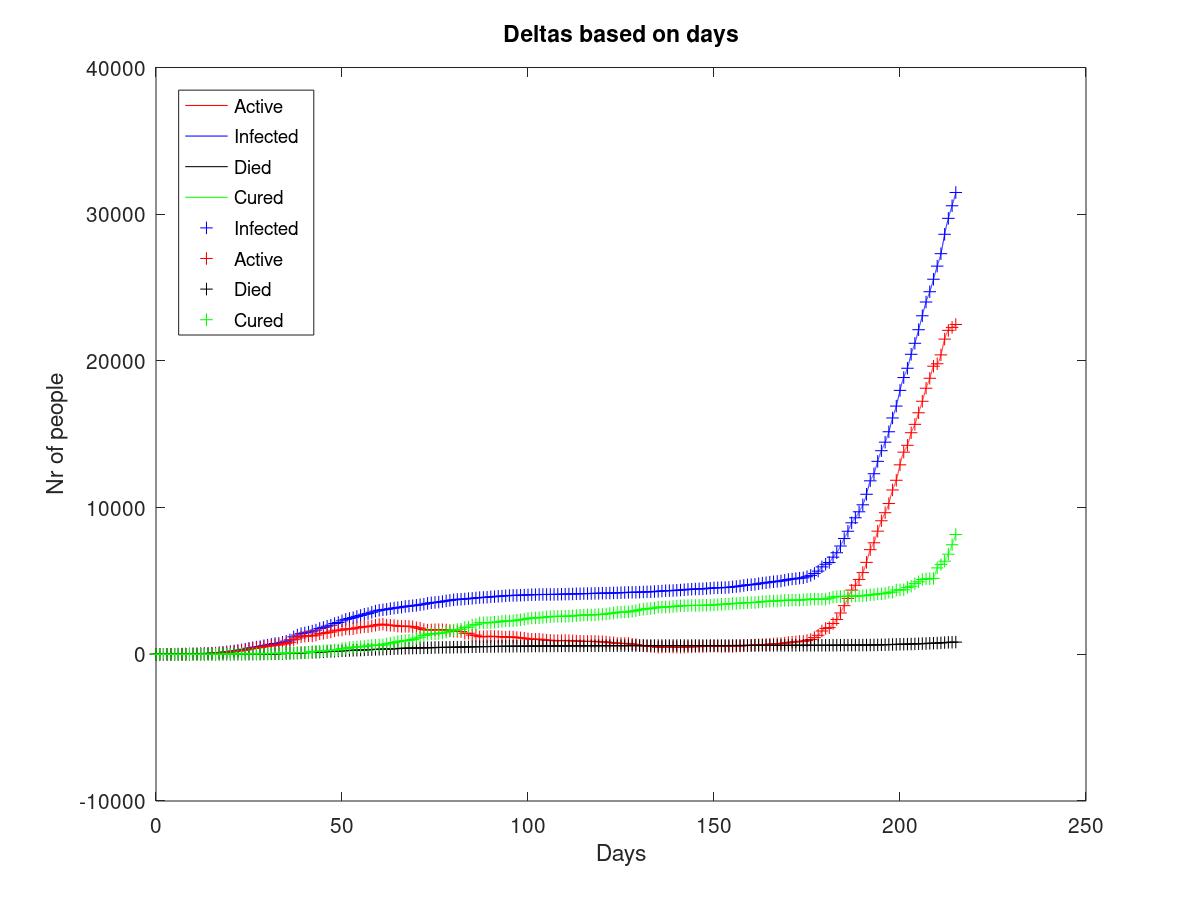 Deltas based on days
40000
30000
20000
10000
0
-10000
Nr of people
Active
Infected
Died
Cured
Infected
Active
Died
Cured
0 50 100 150 200 250
Days